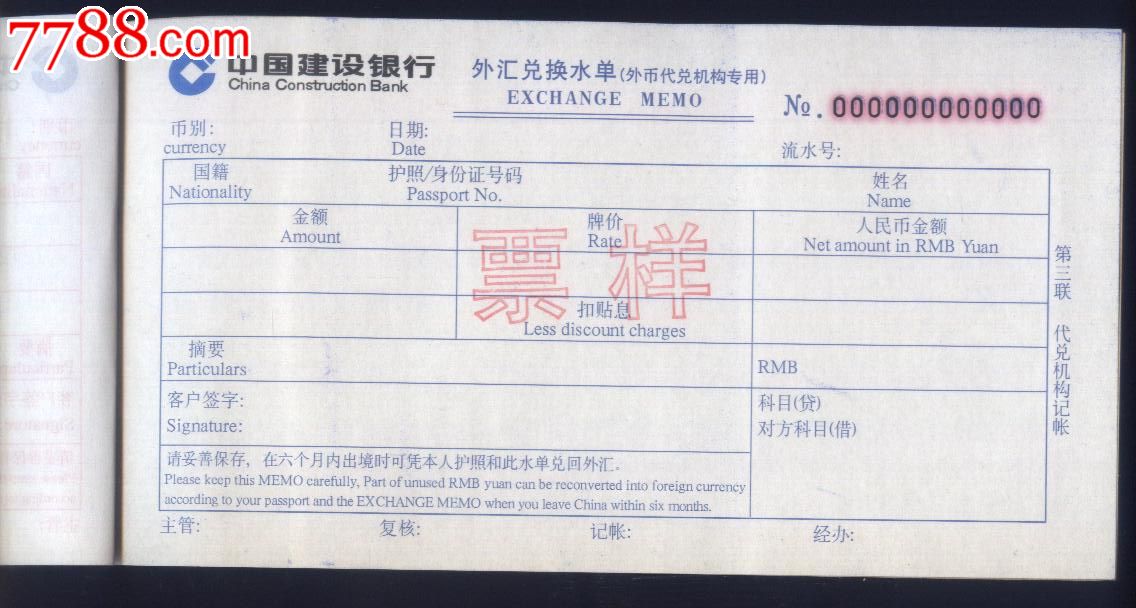 7788.com
中国建设银行
China Construction Bank
外汇兑换水单(外币代兑机构专用)
EXCHANGE MEMO
№. 000000000000
币别:
currency
日期:
Date
流水号:
国籍
Nationality
护照/身份证号码
Passport No.
姓名
Name
金额
Amount
牌价
Rate
人民币金额
Net amount in RMB Yuan
票样
扣贴息
Less discount charges
摘要
Particulars
RMB
客户签字:
Signature:
科目(贷)
对方科目(借)
请妥善保存，在六个月内出境时可凭本人护照和此水单兑回外汇。
Please keep this MEMO carefully, Part of unused RMB yuan can be reconverted into foreign currency
according to your passport and the EXCHANGE MEMO when you leave China within six months.
主管:
复核:
记帐:
经办:
第三联 代兑机构记帐